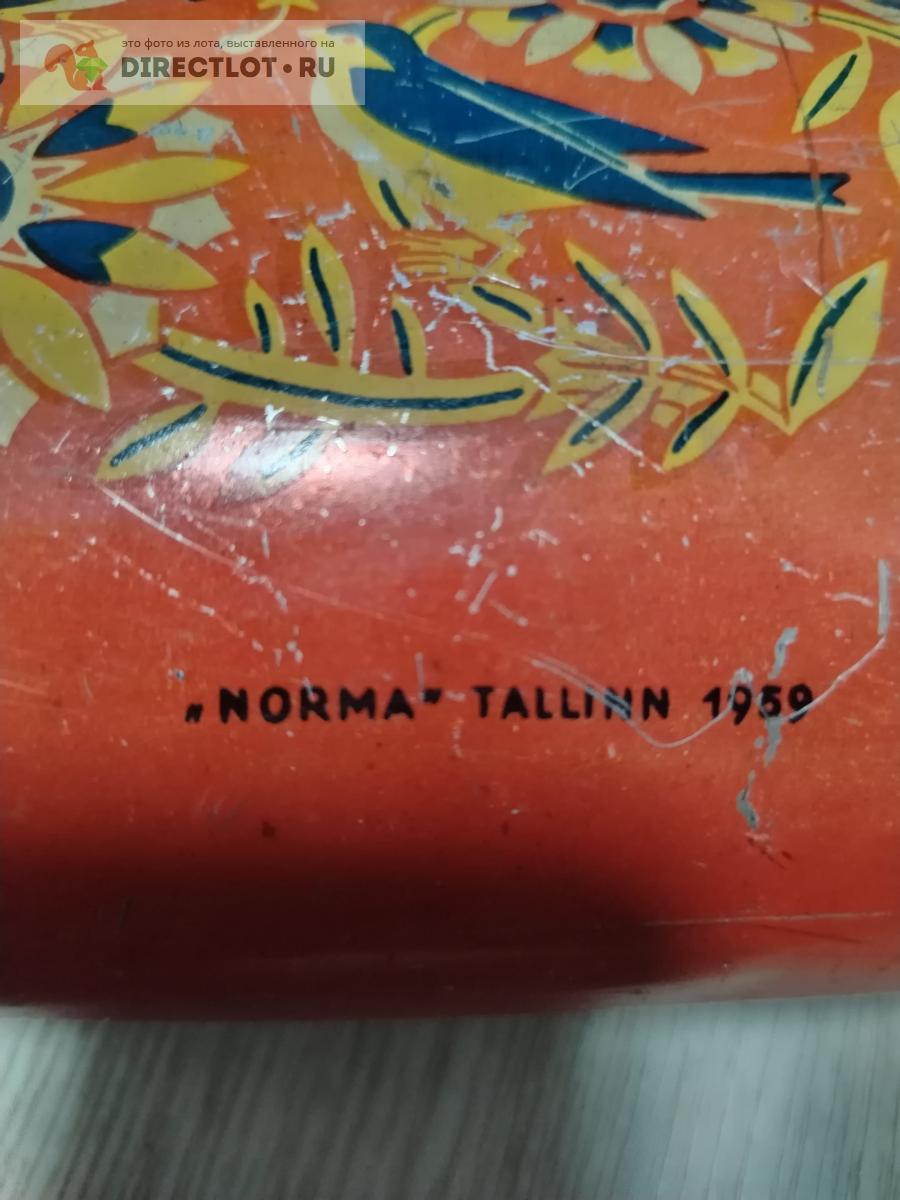 это фото из лота, выставленного на
DIRECTLOT•RU
„NORMA" TALLINN 1959